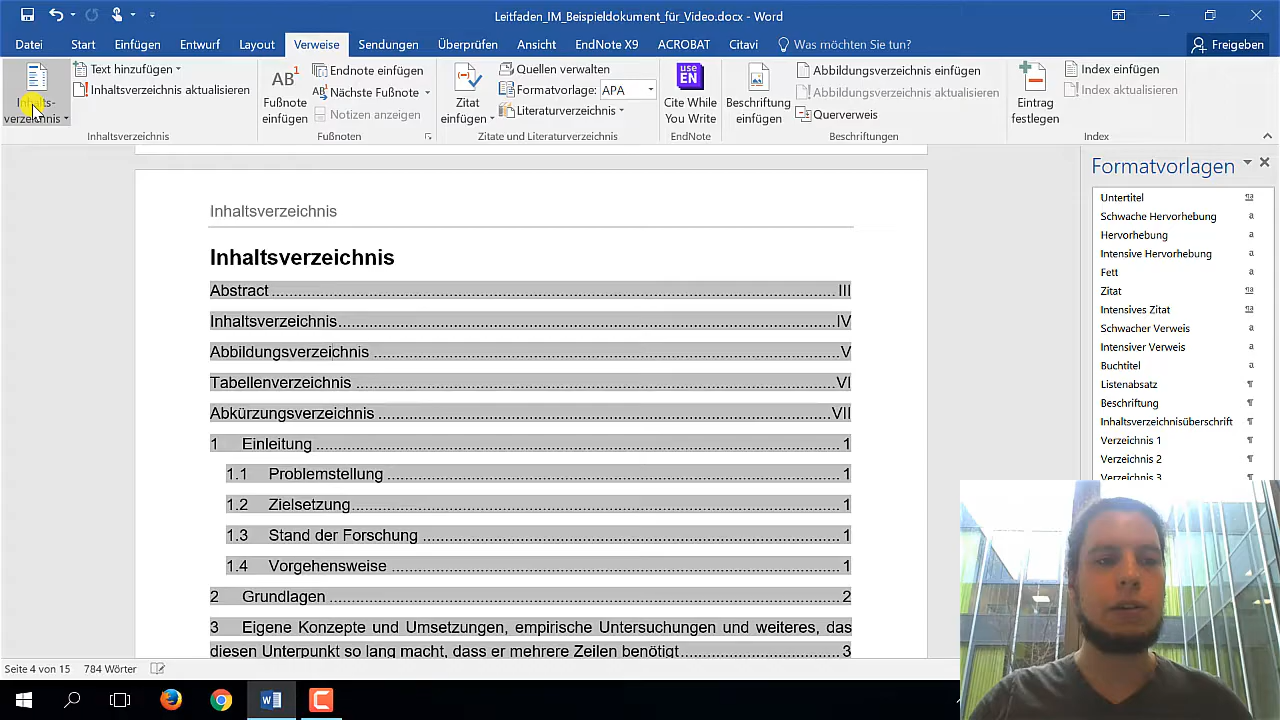 Leitfaden_IM_Beispieldokument_für_Video.docx - Word
Datei Start Einfügen Entwurf Layout Verweise Sendungen Überprüfen Ansicht EndNote X9 ACROBAT Citavi Was möchten Sie tun? Freigeben
Inhalts-
verzeichnis
Text hinzufügen
Inhaltsverzeichnis aktualisieren
Inhaltsverzeichnis
AB1
Fußnote
einfügen
Endnote einfügen
Nächste Fußnote
Notizen anzeigen
Fußnoten
Zitat
einfügen
Quellen verwalten
Formatvorlage: APA
Literaturverzeichnis
Zitate und Literaturverzeichnis
use
EN
Cite While
You Write
EndNote
Beschriftung
einfügen
Abbildungsverzeichnis einfügen
Abbildungsverzeichnis aktualisieren
Querverweis
Beschriftungen
Eintrag
festlegen
Index einfügen
Index aktualisieren
Index
Inhaltsverzeichnis
Inhaltsverzeichnis
Abstract ........ III
Inhaltsverzeichnis ........ IV
Abbildungsverzeichnis ........ V
Tabellenverzeichnis ........ VI
Abkürzungsverzeichnis ........ VII
1 Einleitung ........ 1
1.1 Problemstellung ........ 1
1.2 Zielsetzung ........ 1
1.3 Stand der Forschung ........ 1
1.4 Vorgehensweise ........ 1
2 Grundlagen ........ 2
3 Eigene Konzepte und Umsetzungen, empirische Untersuchungen und weiteres, das
diesen Unterpunkt so lang macht, dass er mehrere Zeilen benötigt ........ 3
Formatvorlagen
Untertitel
Schwache Hervorhebung
Hervorhebung
Intensive Hervorhebung
Fett
Zitat
Intensives Zitat
Schwacher Verweis
Intensiver Verweis
Buchtitel
Listenabsatz
Beschriftung
Inhaltsverzeichnisüberschrift
Verzeichnis 1
Verzeichnis 2
Verzeichnis 3
Seite 4 von 15 784 Wörter